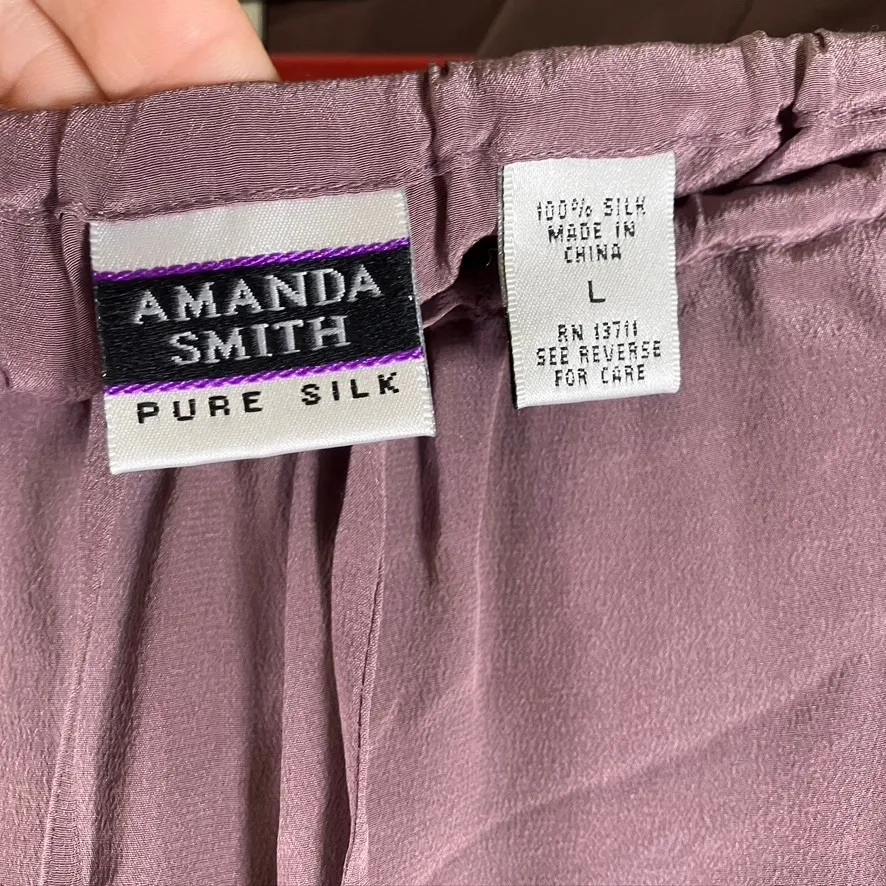 AMANDA
SMITH
PURE SILK
100% SILK
MADE IN
CHINA
L
RN 13711
SEE REVERSE
FOR CARE